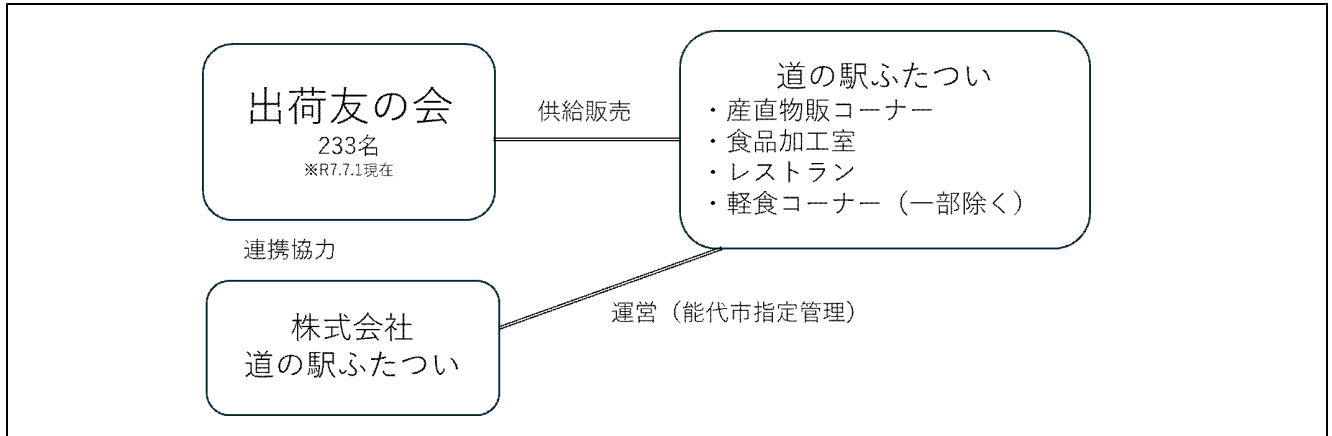 出荷友の会
233名
※R7.7.1現在
供給販売
道の駅ふたつい
・産直物販コーナー
・食品加工室
・レストラン
・軽食コーナー（一部除く）
連携協力
株式会社
道の駅ふたつい
運営（能代市指定管理）